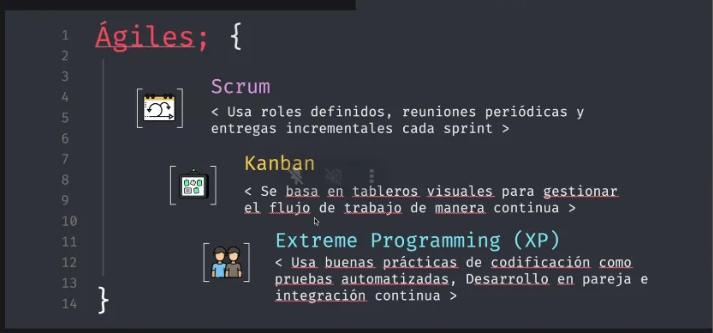 1
2
3
4
5
6
7
8
9
10
11
12
13
14
Ágiles; {
Scrum
< Usa roles definidos, reuniones periódicas y
entregas incrementales cada sprint >
Kanban
< Se basa en tableros visuales para gestionar
el flujo de trabajo de manera continua >
Extreme Programming (XP)
< Usa buenas prácticas de codificación como
pruebas automatizadas, Desarrollo en pareja e
integración continua >
}